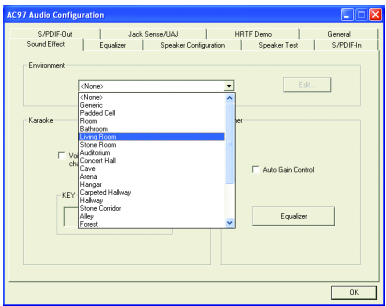 AC97 Audio Configuration
S/PDIF-Out
Jack Sense/UAJ
HRTF Demo
General
Sound Effect
Equalizer
Speaker Configuration
Speaker Test
S/PDIF-In
Environment
<None>
Edit...
<None>
Generic
Padded Cell
Room
Bathroom
Living Room
Stone Room
Auditorium
Concert Hall
Cave
Arena
Hangar
Carpeted Hallway
Hallway
Stone Corridor
Alley
Forest
Karaoke
KEY
Auto Gain Control
Equalizer
OK